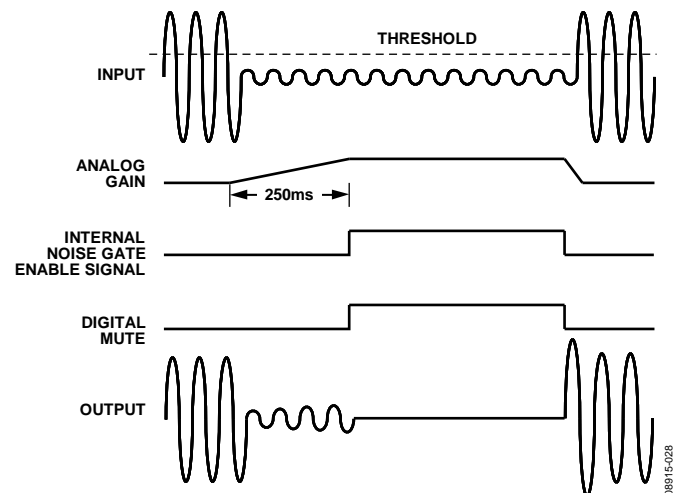 THRESHOLD
INPUT
ANALOG
GAIN
250ms
INTERNAL
NOISE GATE
ENABLE SIGNAL
DIGITAL
MUTE
OUTPUT
08915-028